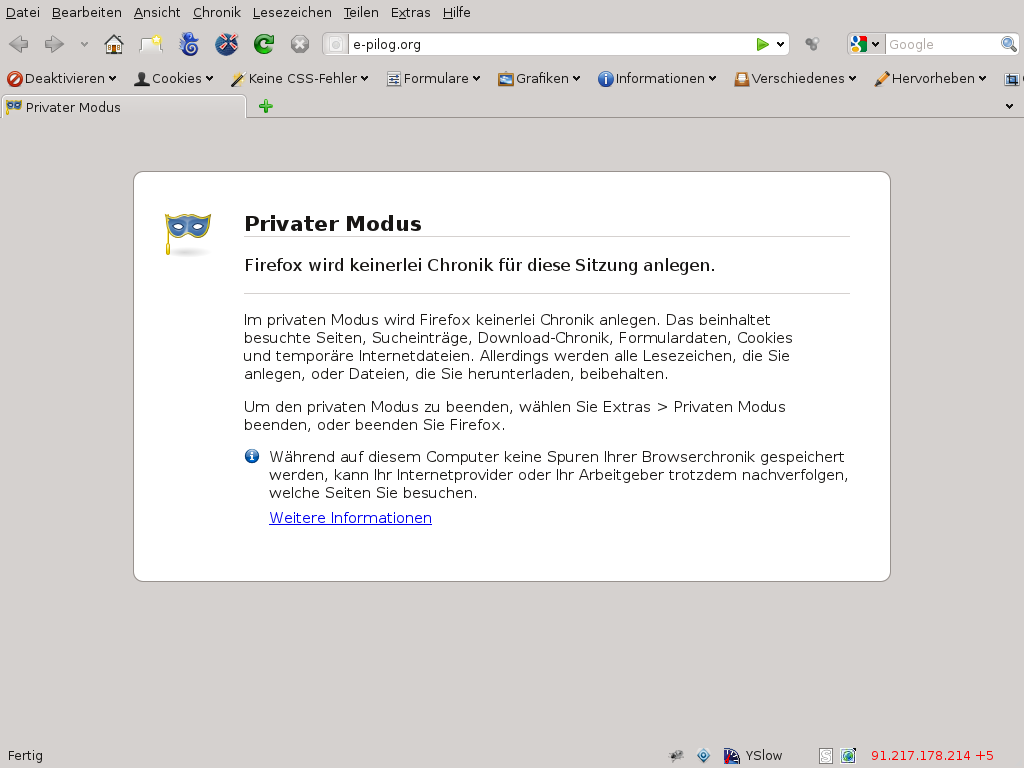 Datei Bearbeiten Ansicht Chronik Lesezeichen Teilen Extras Hilfe
e-pilog.org Google
Deaktivieren Cookies Keine CSS-Fehler Formulare Grafiken Informationen Verschiedenes Hervorheben
Privater Modus
Privater Modus
Firefox wird keinerlei Chronik für diese Sitzung anlegen.
Im privaten Modus wird Firefox keinerlei Chronik anlegen. Das beinhaltet
besuchte Seiten, Sucheinträge, Download-Chronik, Formulardaten, Cookies
und temporäre Internetdateien. Allerdings werden alle Lesezeichen, die Sie
anlegen, oder Dateien, die Sie herunterladen, beibehalten.
Um den privaten Modus zu beenden, wählen Sie Extras > Privaten Modus
beenden, oder beenden Sie Firefox.
Während auf diesem Computer keine Spuren Ihrer Browserchronik gespeichert
werden, kann Ihr Internetprovider oder Ihr Arbeitgeber trotzdem nachverfolgen,
welche Seiten Sie besuchen.
Weitere Informationen
Fertig YSlow 91.217.178.214 +5